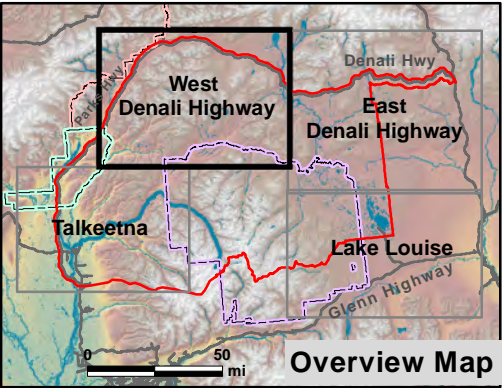 Denali Hwy
Parks Hwy
West
Denali Highway
East
Denali Highway
Talkeetna
Lake Louise
Glenn Highway
0 50
mi
Overview Map